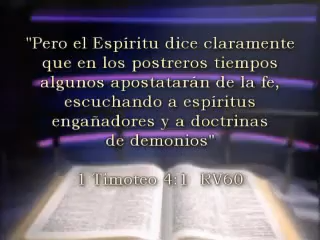 "Pero el Espíritu dice claramente
que en los postreros tiempos
algunos apostatarán de la fe,
escuchando a espíritus
engañadores y a doctrinas
de demonios"
1 Timoteo 4:1 RV60